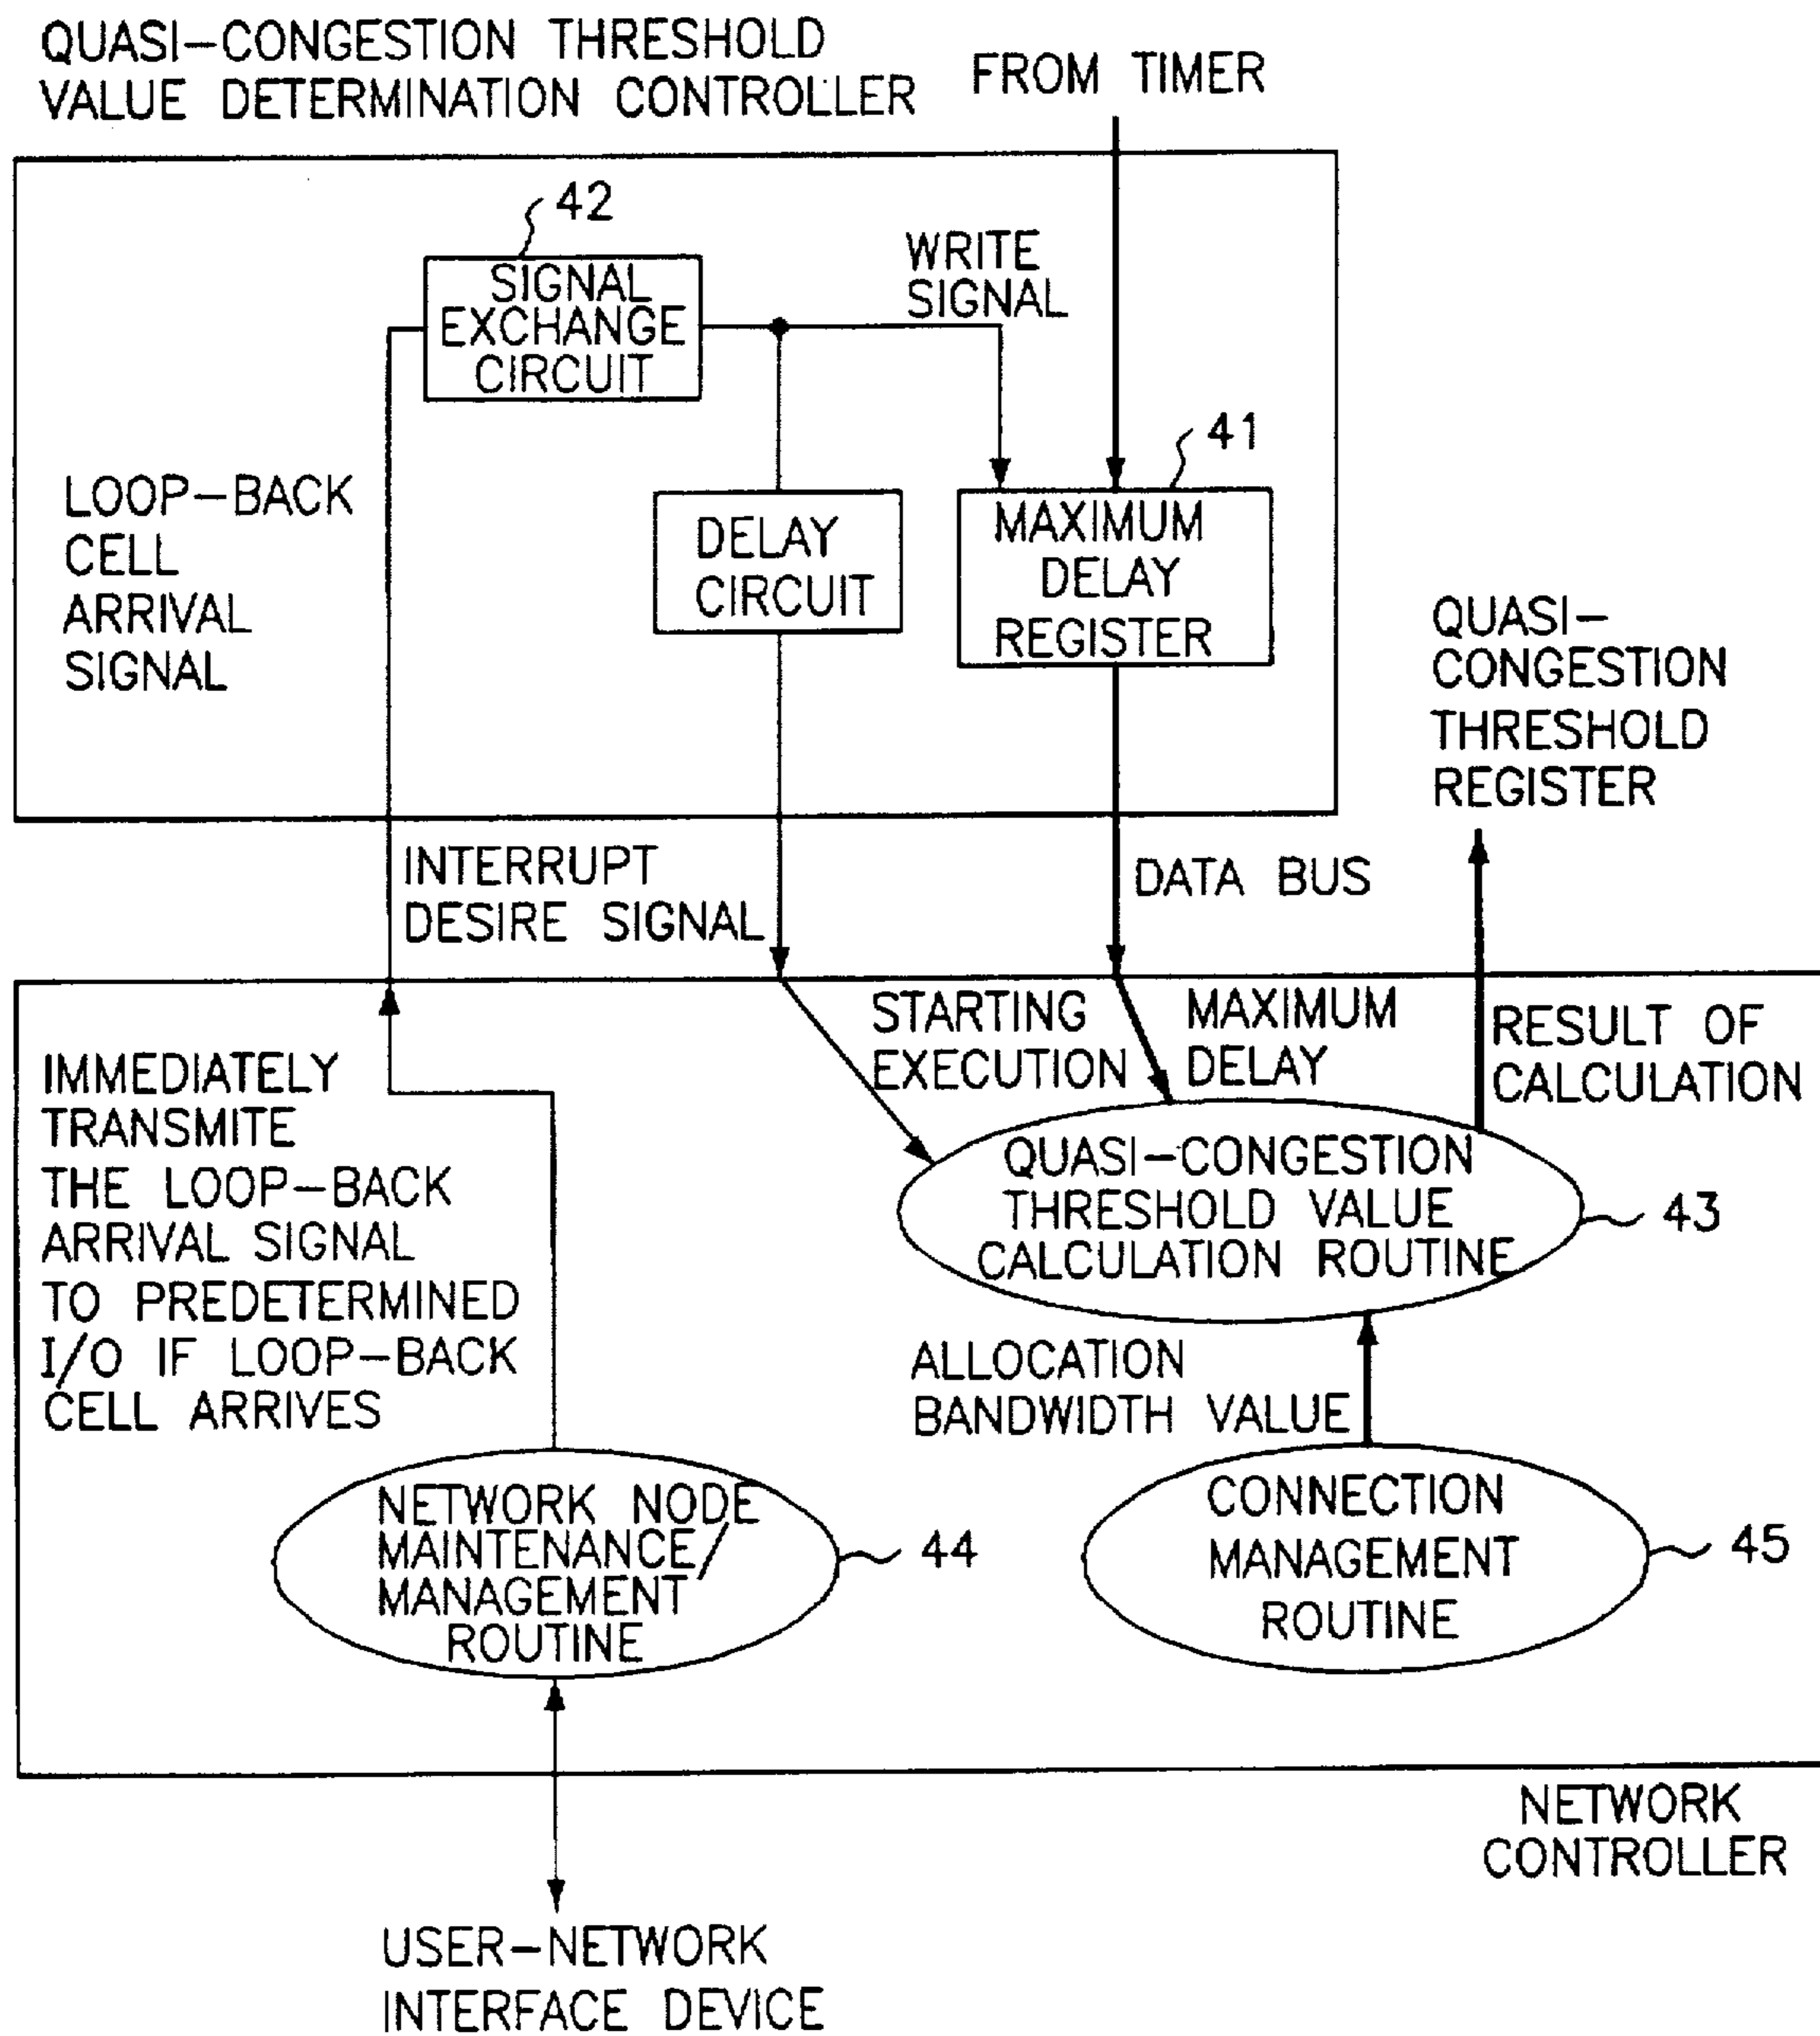 QUASI-CONGESTION THRESHOLD
VALUE DETERMINATION CONTROLLER
FROM TIMER
42
SIGNAL
EXCHANGE
CIRCUIT
WRITE
SIGNAL
41
LOOP-BACK
CELL
ARRIVAL
SIGNAL
DELAY
CIRCUIT
MAXIMUM
DELAY
REGISTER
QUASI-
CONGESTION
THRESHOLD
REGISTER
INTERRUPT
DESIRE SIGNAL
DATA BUS
STARTING
EXECUTION
MAXIMUM
DELAY
RESULT OF
CALCULATION
IMMEDIATELY
TRANSMITE
THE LOOP-BACK
ARRIVAL SIGNAL
TO PREDETERMINED
I/O IF LOOP-BACK
CELL ARRIVES
QUASI-CONGESTION
THRESHOLD VALUE
CALCULATION ROUTINE
43
ALLOCATION
BANDWIDTH VALUE
NETWORK NODE
MAINTENANCE/
MANAGEMENT
ROUTINE
44
CONNECTION
MANAGEMENT
ROUTINE
45
NETWORK
CONTROLLER
USER-NETWORK
INTERFACE DEVICE